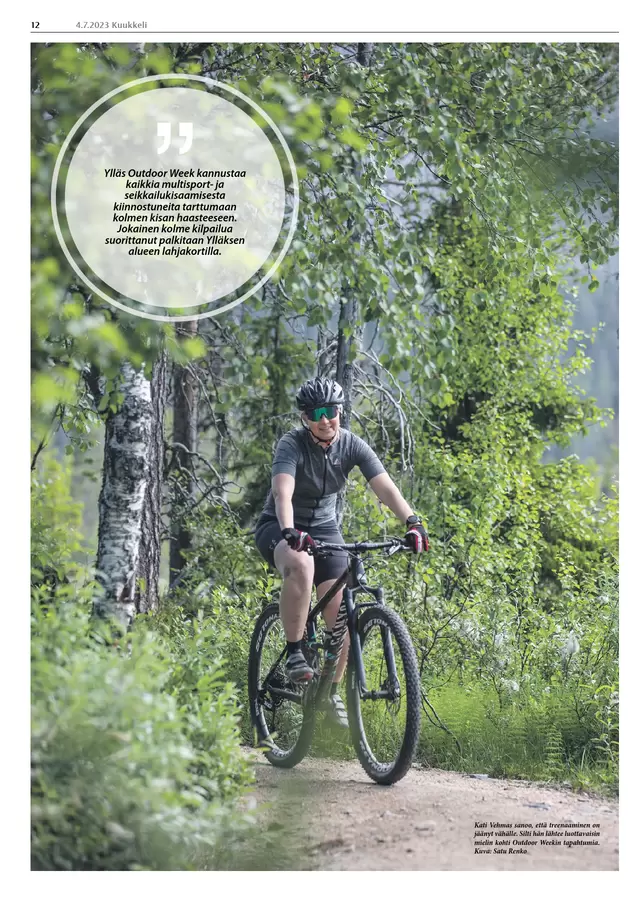 12
4.7.2023 Kuukkeli
”
Ylläs Outdoor Week kannustaa
kaikkia multisport- ja
seikkailukisaamisesta
kiinnostuneita tarttumaan
kolmen kisan haasteeseen.
Jokainen kolme kilpailua
suorittanut palkitaan Ylläksen
alueen lahjakortilla.
Kati Vehmas sanoo, että treenaaminen on
jäänyt vähälle. Silti hän lähtee luottavaisin
mielin kohti Outdoor Weekin tapahtumia.
Kuva: Satu Renko